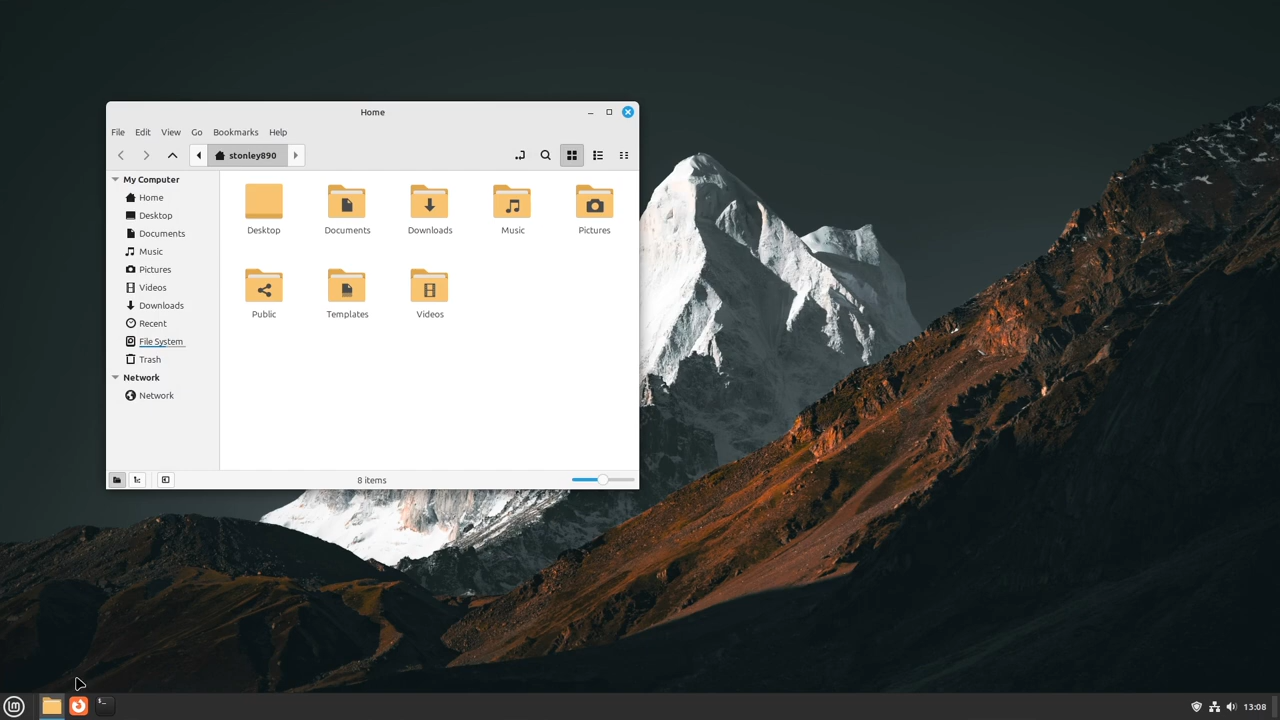 Home
File Edit View Go Bookmarks Help
stonley890
My Computer
Home
Desktop
Documents
Music
Pictures
Videos
Downloads
Recent
File System
Trash
Network
Network
Desktop Documents Downloads Music Pictures
Public Templates Videos
8 items
13:08